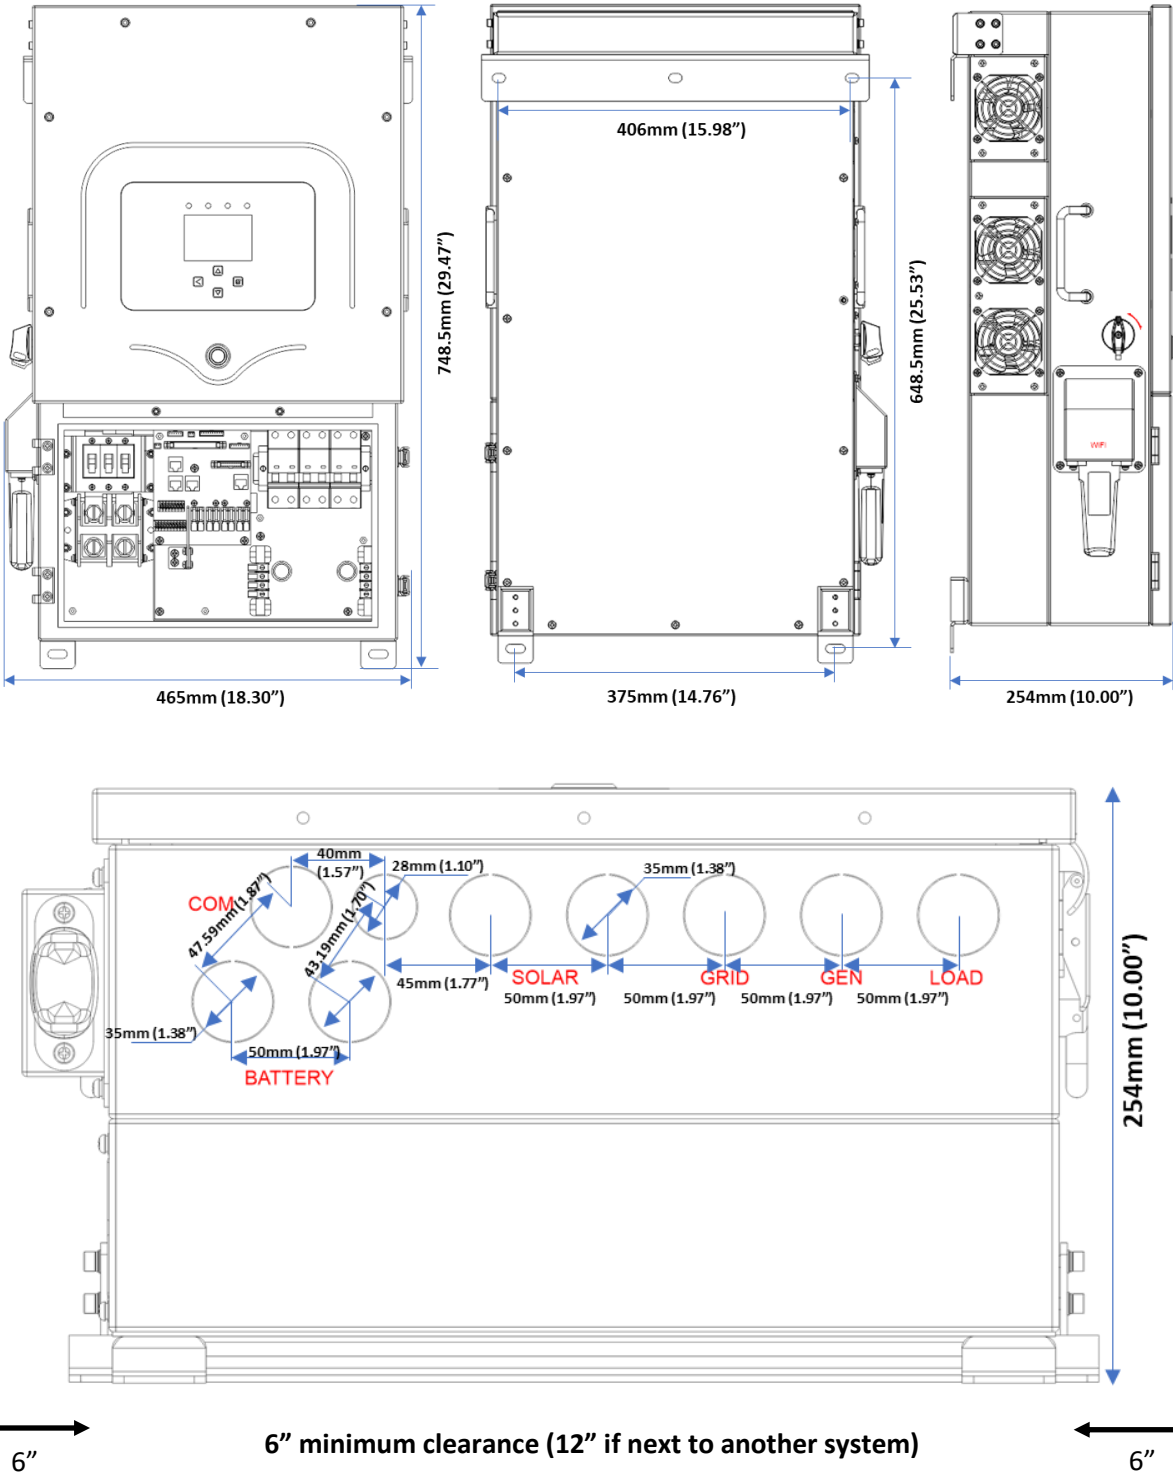 406mm (15.98”)
748.5mm (29.47”)
648.5mm (25.53”)
WIFI
465mm (18.30”)
375mm (14.76”)
254mm (10.00”)
40mm
(1.57”)
28mm (1.10”)
35mm (1.38”)
COM
47.59mm (1.87”)
43.19mm (1.70”)
45mm (1.77”)
SOLAR
GRID
GEN
LOAD
50mm (1.97”)
50mm (1.97”)
50mm (1.97”)
50mm (1.97”)
35mm (1.38”)
50mm (1.97”)
BATTERY
254mm (10.00”)
6”
6” minimum clearance (12” if next to another system)
6”